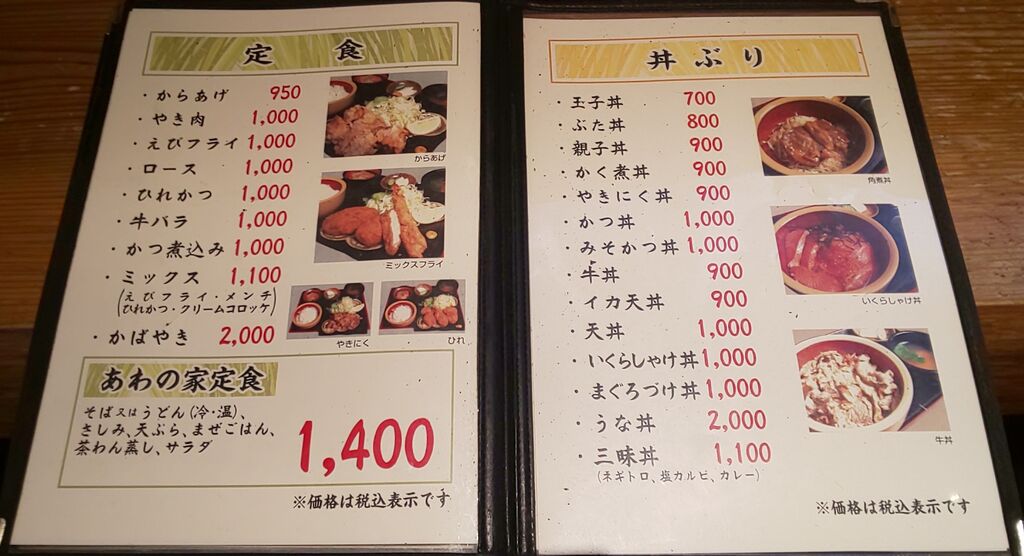 定食
・からあげ 950
・やき肉 1,000
・えびフライ 1,000
・ロース 1,000
・ひれかつ 1,000
・牛バラ 1,000
・かつ煮込み 1,000
・ミックス 1,100
(えびフライ・メンチ
ひれかつ・クリームコロッケ)
・かばやき 2,000
からあげ
ミックスフライ
やきにく
ひれ
あわの家定食
そば又はうどん(冷・温)、
さしみ、天ぷら、まぜごはん、
茶わん蒸し、サラダ
1,400
※価格は税込表示です
丼ぶり
・玉子丼 700
・ぶた丼 800
・親子丼 900
・かく煮丼 900
・やきにく丼 900
・かつ丼 1,000
・みそかつ丼 1,000
・牛丼 900
・イカ天丼 900
・天丼 1,000
・いくらしゃけ丼 1,000
・まぐろづけ丼 1,000
・うな丼 2,000
・三味丼 1,100
(ネギトロ、塩カルビ、カレー)
角煮丼
いくらしゃけ丼
牛丼
※価格は税込表示です